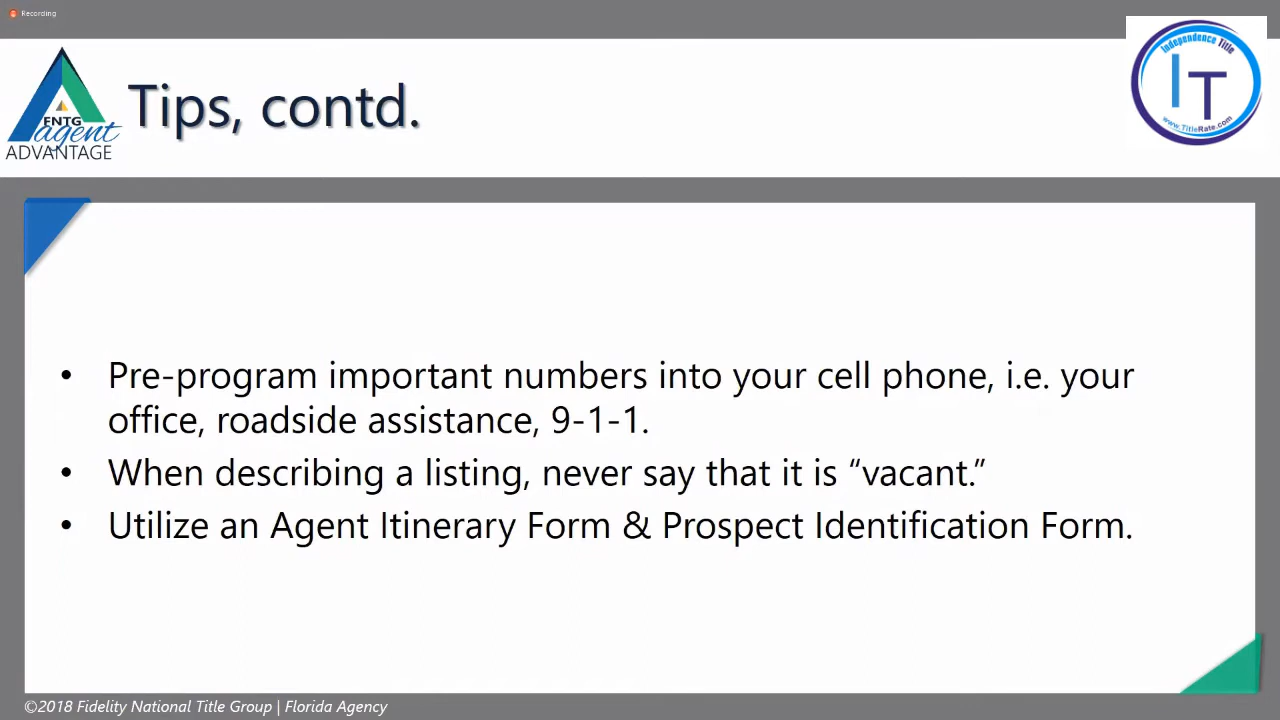 Recording
FNTG
agent
ADVANTAGE
Tips, contd.
Independence Title
IT
www.TitleRate.com
• Pre-program important numbers into your cell phone, i.e. your
office, roadside assistance, 9-1-1.
• When describing a listing, never say that it is “vacant.”
• Utilize an Agent Itinerary Form & Prospect Identification Form.
©2018 Fidelity National Title Group | Florida Agency